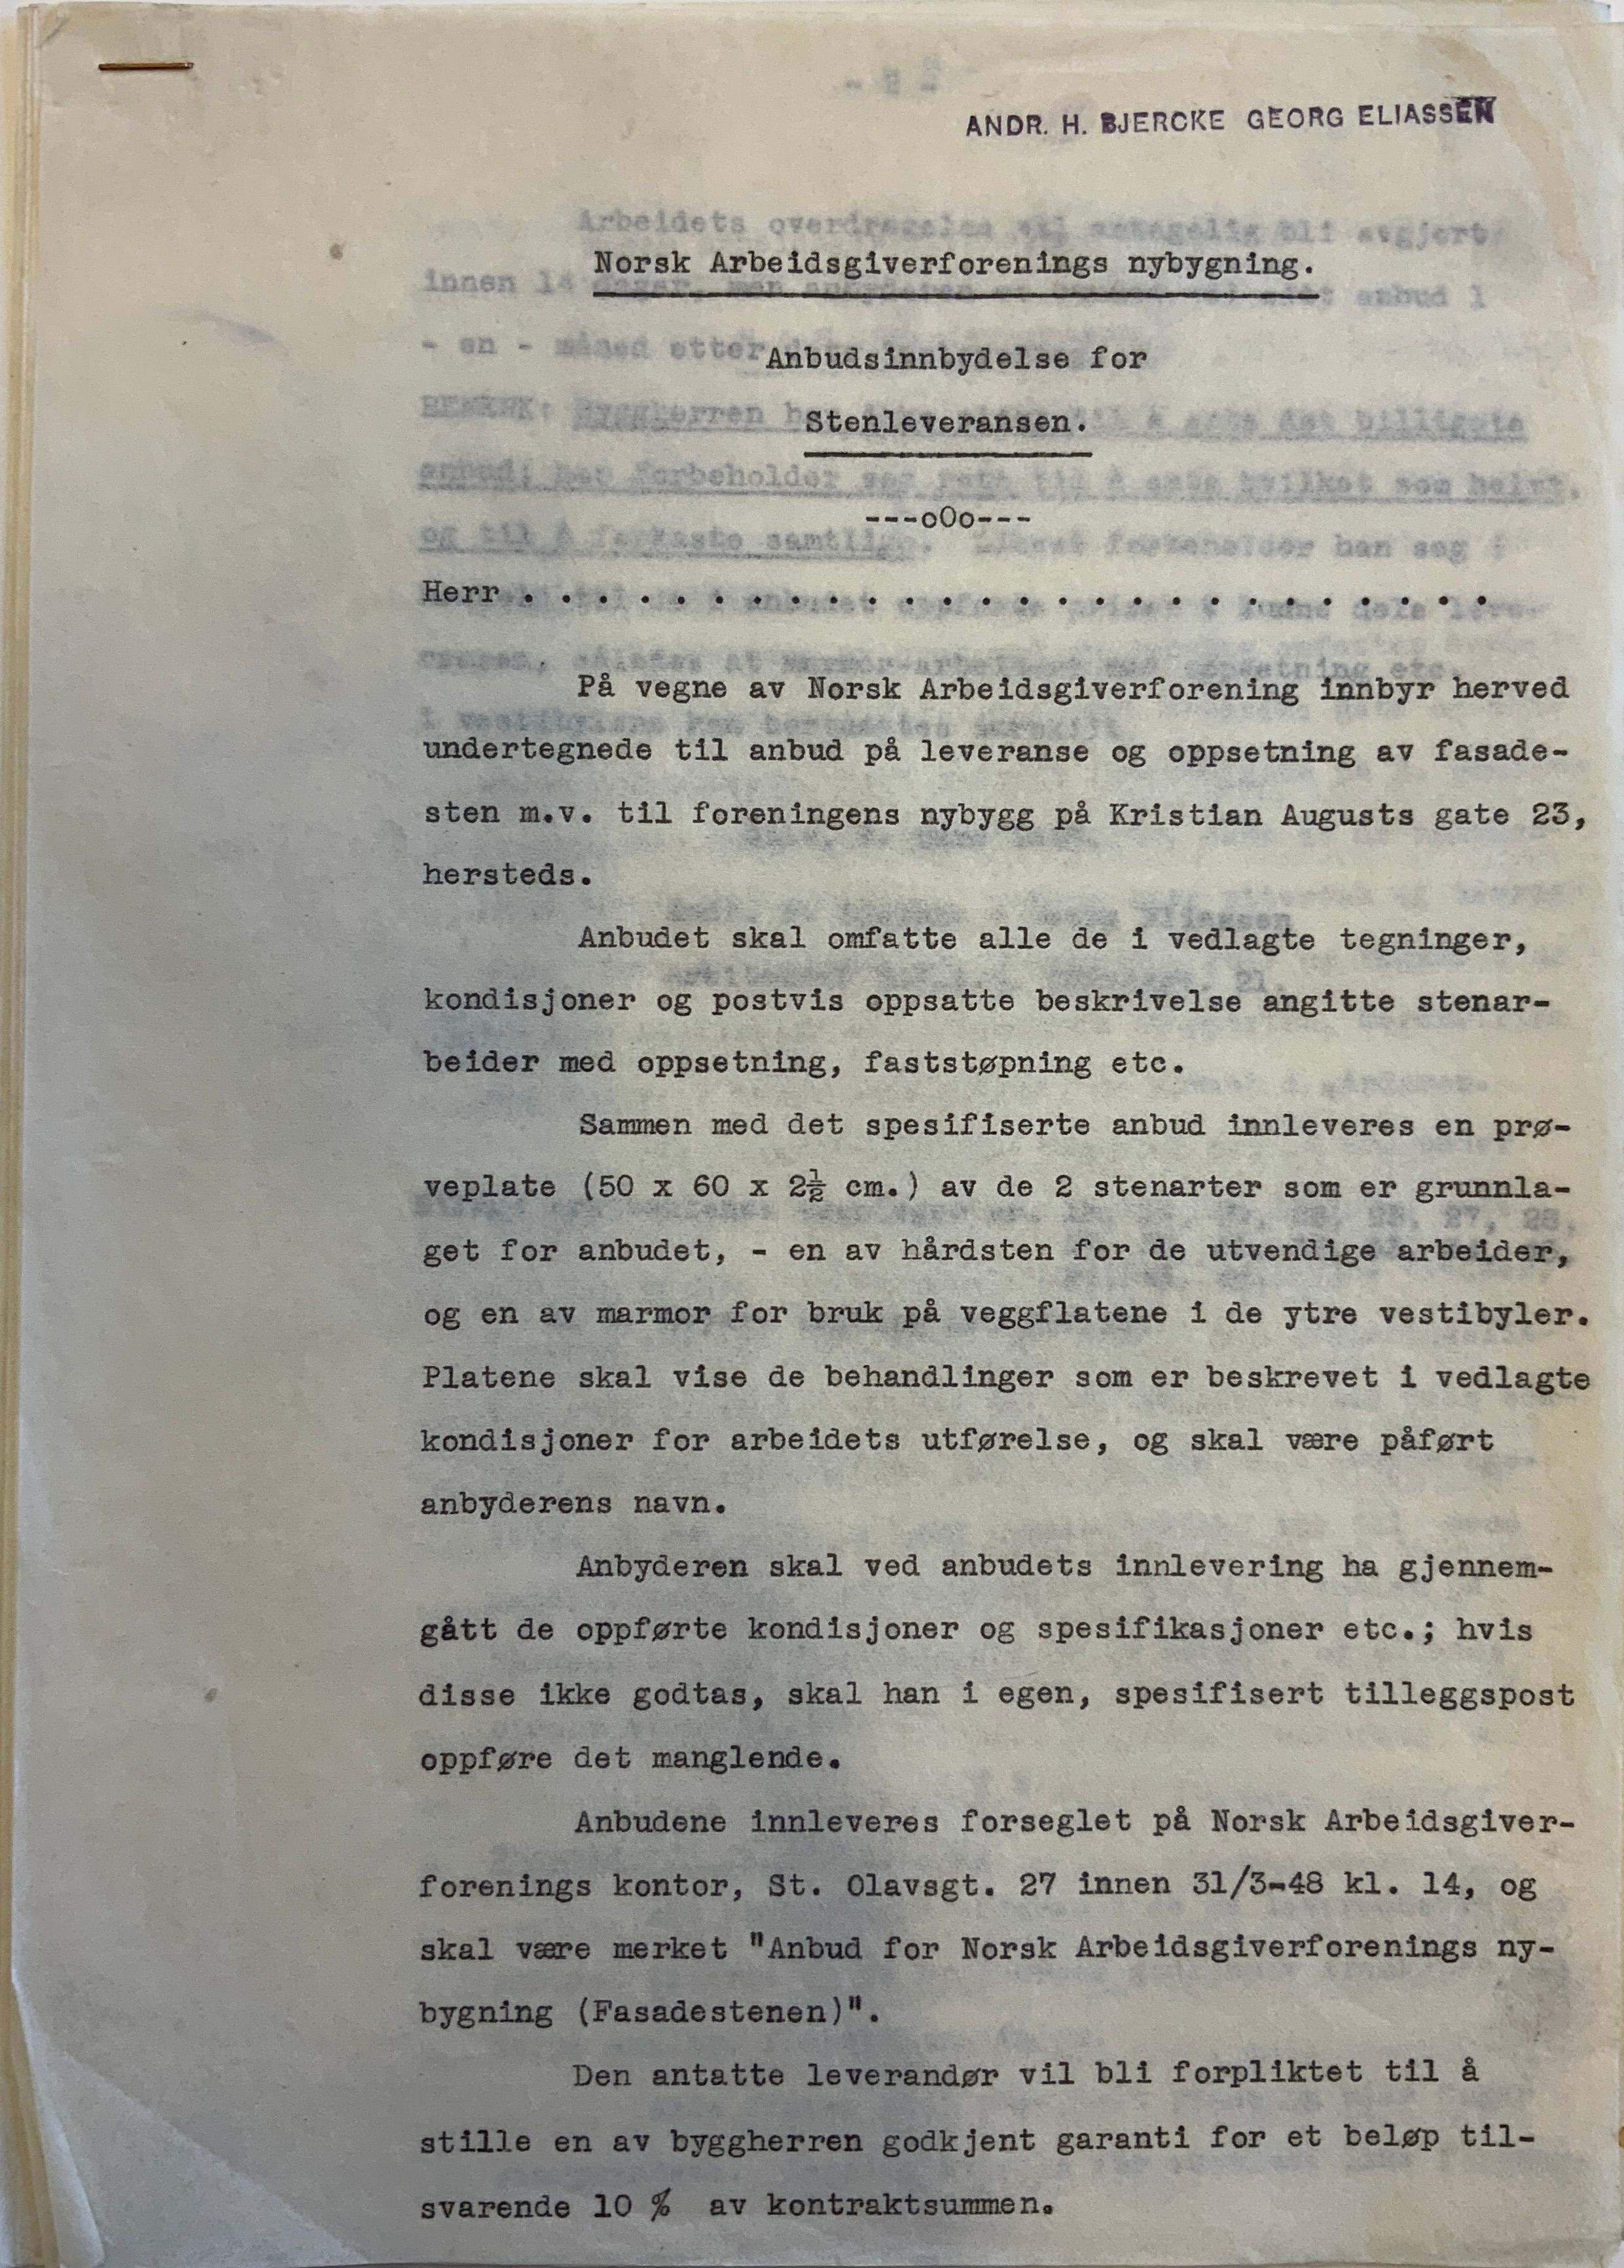 ANDR. H. BJERCKE GEORG ELIASSEN
Norsk Arbeidsgiverforenings nybygning.
Anbudsinnbydelse for
Stenleveransen.
---oOo---
Herr . . . . . . . . . . . . . . . . . . . . . . . . . .
På vegne av Norsk Arbeidsgiverforening innbyr herved
undertegnede til anbud på leveranse og oppsetning av fasade-
sten m.v. til foreningens nybygg på Kristian Augusts gate 23,
hersteds.
Anbudet skal omfatte alle de i vedlagte tegninger,
kondisjoner og postvis oppsatte beskrivelse angitte stenar-
beider med oppsetning, faststøpning etc.
Sammen med det spesifiserte anbud innleveres en prø-
veplate (50 x 60 x 2½ cm.) av de 2 stenarter som er grunnla-
get for anbudet, - en av hårdsten for de utvendige arbeider,
og en av marmor for bruk på veggflatene i de ytre vestibyler.
Platene skal vise de behandlinger som er beskrevet i vedlagte
kondisjoner for arbeidets utførelse, og skal være påført
anbyderens navn.
Anbyderen skal ved anbudets innlevering ha gjennem-
gått de oppførte kondisjoner og spesifikasjoner etc.; hvis
disse ikke godtas, skal han i egen, spesifisert tilleggspost
oppføre det manglende.
Anbudene innleveres forseglet på Norsk Arbeidsgiver-
forenings kontor, St. Olavsgt. 27 innen 31/3-48 kl. 14, og
skal være merket "Anbud for Norsk Arbeidsgiverforenings ny-
bygning (Fasadestenen)".
Den antatte leverandør vil bli forpliktet til å
stille en av byggherren godkjent garanti for et beløp til-
svarende 10 % av kontraktsummen.